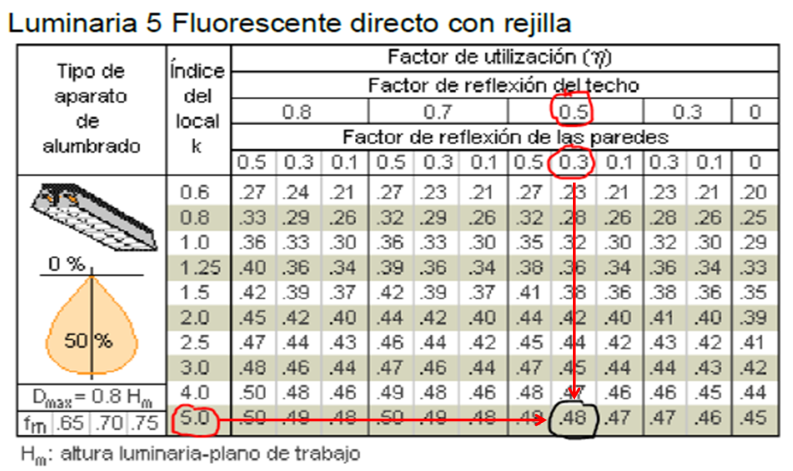 Luminaria 5 Fluorescente directo con rejilla
Tipo de aparato de alumbrado
Índice del local k
Factor de utilización (η)
Factor de reflexión del techo
0.8 0.7 0.5 0.3 0
Factor de reflexión de las paredes
0.5 0.3 0.1 0.5 0.3 0.1 0.5 0.3 0.1 0.3 0.1 0
0.6 .27 .24 .21 .27 .23 .21 .27 .23 .21 .23 .21 .20
0.8 .33 .29 .26 .32 .29 .26 .32 .28 .26 .28 .26 .25
1.0 .36 .33 .30 .36 .33 .30 .35 .32 .30 .32 .30 .29
0 % 1.25 .40 .36 .34 .39 .36 .34 .38 .36 .34 .36 .34 .33
1.5 .42 .39 .37 .42 .39 .37 .41 .38 .36 .38 .36 .35
2.0 .45 .42 .40 .44 .42 .40 .44 .42 .40 .41 .40 .39
50 % 2.5 .47 .44 .43 .46 .44 .42 .45 .44 .42 .43 .42 .41
3.0 .48 .46 .44 .47 .46 .44 .47 .45 .44 .44 .43 .42
Dmax = 0.8 Hm 4.0 .50 .48 .46 .49 .48 .46 .48 .47 .46 .46 .45 .44
fm .65 .70 .75 5.0 .50 .49 .48 .50 .49 .48 .49 .48 .47 .47 .46 .45
Hm: altura luminaria-plano de trabajo